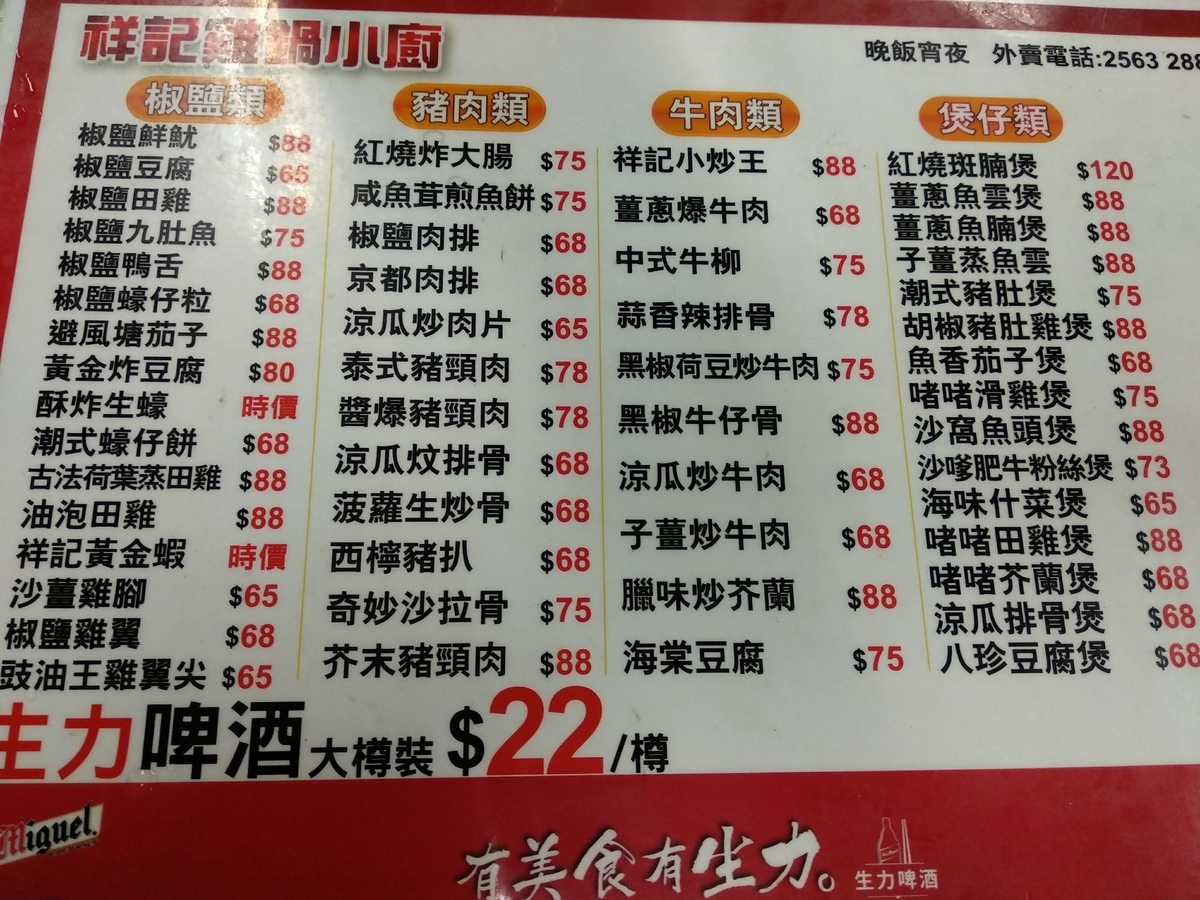 祥記雞鍋小廚
晚飯宵夜 外賣電話:2563 288
椒鹽類
椒鹽鮮魷 $88
椒鹽豆腐 $65
椒鹽田雞 $88
椒鹽九肚魚 $75
椒鹽鴨舌 $88
椒鹽蠔仔粒 $68
避風塘茄子 $88
黃金炸豆腐 $80
酥炸生蠔 時價
潮式蠔仔餅 $68
古法荷葉蒸田雞 $88
油泡田雞 $88
祥記黃金蝦 時價
沙薑雞腳 $65
椒鹽雞翼 $68
豉油王雞翼尖 $65
豬肉類
紅燒炸大腸 $75
咸魚茸煎魚餅 $75
椒鹽肉排 $68
京都肉排 $68
涼瓜炒肉片 $65
泰式豬頸肉 $78
醬爆豬頸肉 $78
涼瓜炆排骨 $68
菠蘿生炒骨 $68
西檸豬扒 $68
奇妙沙拉骨 $75
芥末豬頸肉 $88
牛肉類
祥記小炒王 $88
薑蔥爆牛肉 $68
中式牛柳 $75
蒜香辣排骨 $78
黑椒荷豆炒牛肉 $75
黑椒牛仔骨 $88
涼瓜炒牛肉 $68
子薑炒牛肉 $68
臘味炒芥蘭 $88
海棠豆腐 $75
煲仔類
紅燒斑腩煲 $120
薑蔥魚雲煲 $88
薑蔥魚腩煲 $88
子薑蒸魚雲 $88
潮式豬肚煲 $75
胡椒豬肚雞煲 $88
魚香茄子煲 $68
啫啫滑雞煲 $75
沙窩魚頭煲 $88
沙嗲肥牛粉絲煲 $73
海味什菜煲 $65
啫啫田雞煲 $88
啫啫芥蘭煲 $68
涼瓜排骨煲 $68
八珍豆腐煲 $68
生力啤酒 大樽裝 $22/樽
Miguel.
有美食有生力。
生力啤酒